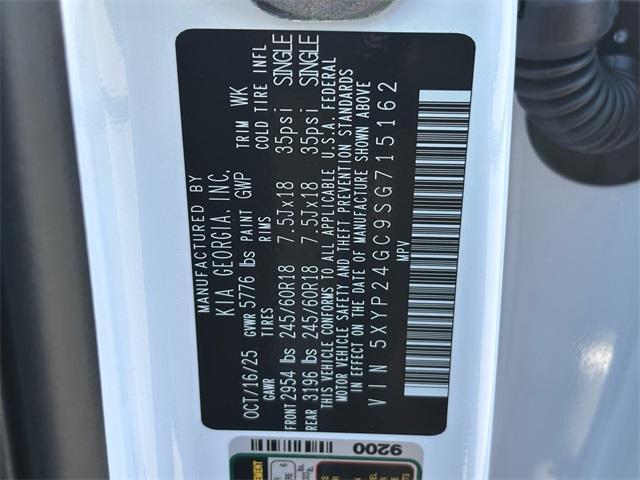 MANUFACTURED BY
KIA GEORGIA, INC.
OCT/16/25 GVWR 5776 lbs PAINT GWP TRIM WK
GAWR TIRES RIMS COLD TIRE INFL
FRONT 2954 lbs 245/60R18 7.5Jx18 35psi SINGLE
REAR 3196 lbs 245/60R18 7.5Jx18 35psi SINGLE
THIS VEHICLE CONFORMS TO ALL APPLICABLE U.S.A. FEDERAL
MOTOR VEHICLE SAFETY AND THEFT PREVENTION STANDARDS
IN EFFECT ON THE DATE OF MANUFACTURE SHOWN ABOVE
VIN 5XYP24GC9SG715162
MPV
9200